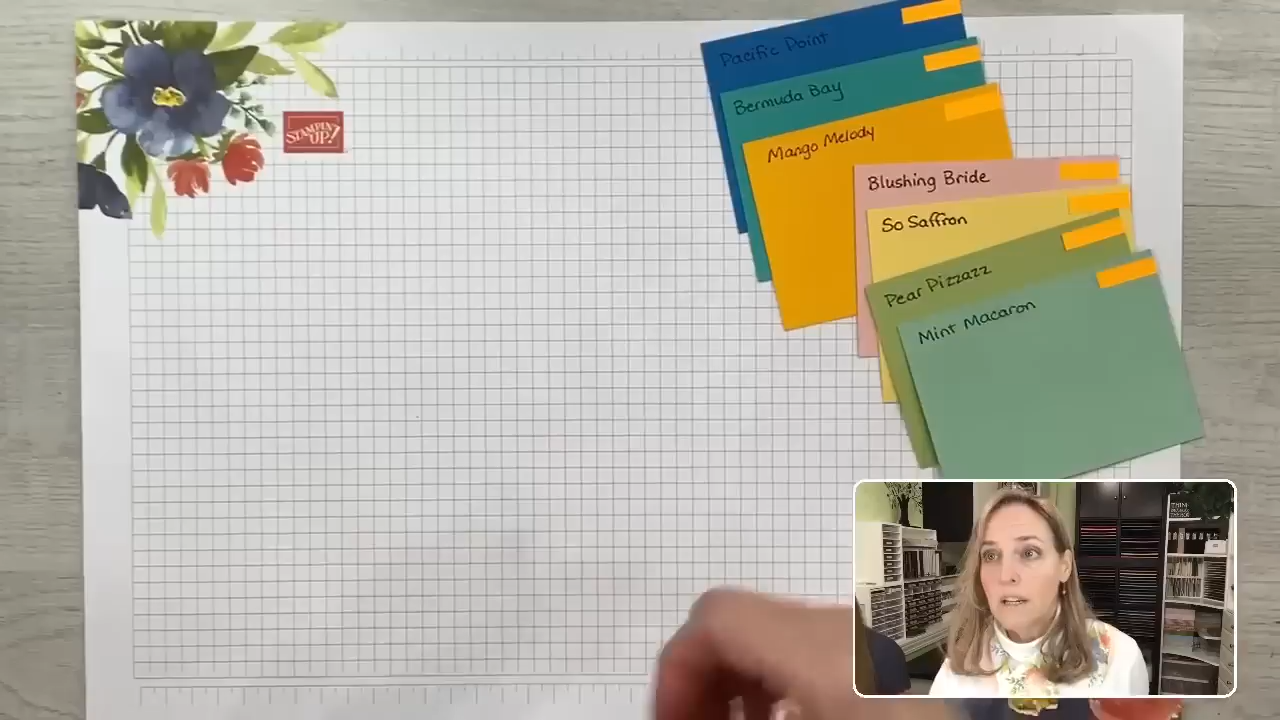 STAMPIN' UP!
Pacific Point
Bermuda Bay
Mango Melody
Blushing Bride
So Saffron
Pear Pizzazz
Mint Macaron